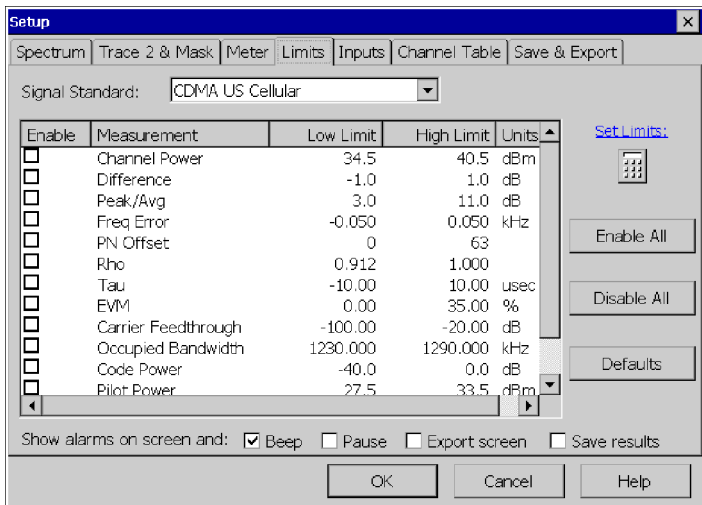 Setup
Spectrum Trace 2 & Mask Meter Limits Inputs Channel Table Save & Export
Signal Standard: CDMA US Cellular
Enable Measurement Low Limit High Limit Units Set Limits:
Channel Power 34.5 40.5 dBm
Difference -1.0 1.0 dB
Peak/Avg 3.0 11.0 dB
Freq Error -0.050 0.050 kHz
PN Offset 0 63
Enable All
Rho 0.912 1.000
Tau -10.00 10.00 usec
EVM 0.00 35.00 %
Disable All
Carrier Feedthrough -100.00 -20.00 dB
Occupied Bandwidth 1230.000 1290.000 kHz
Code Power -40.0 0.0 dB
Defaults
Pilot Power 27.5 33.5 dBm
Show alarms on screen and: Beep Pause Export screen Save results
OK Cancel Help